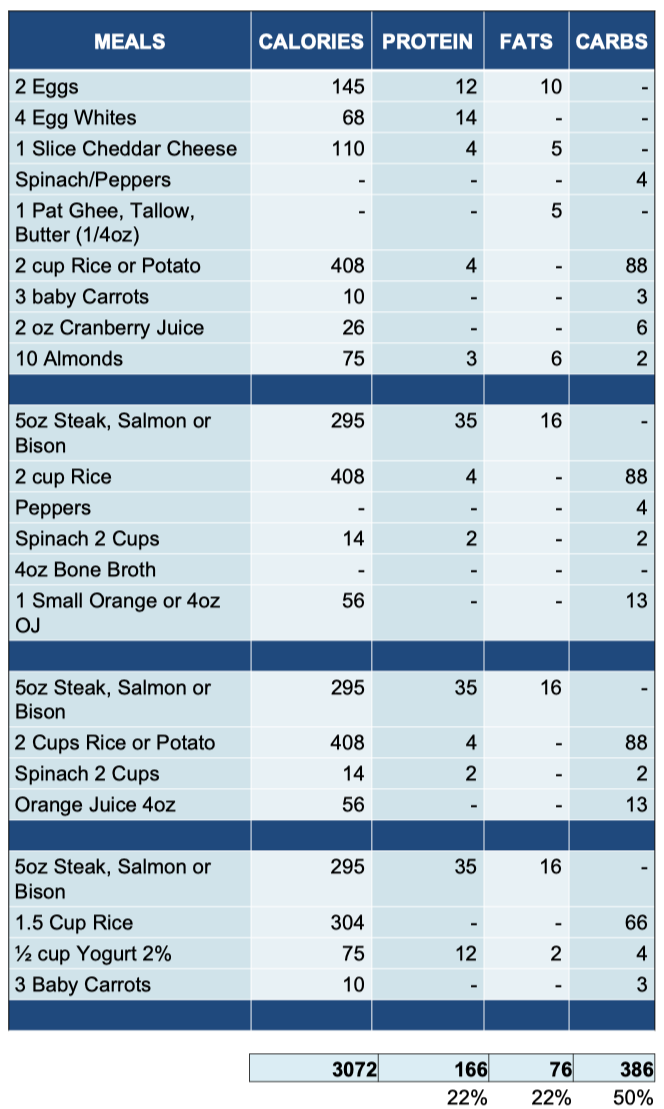 MEALS CALORIES PROTEIN FATS CARBS
2 Eggs 145 12 10 -
4 Egg Whites 68 14 - -
1 Slice Cheddar Cheese 110 4 5 -
Spinach/Peppers - - - 4
1 Pat Ghee, Tallow, - - 5 -
Butter (1/4oz)
2 cup Rice or Potato 408 4 - 88
3 baby Carrots 10 - - 3
2 oz Cranberry Juice 26 - - 6
10 Almonds 75 3 6 2
5oz Steak, Salmon or 295 35 16 -
Bison
2 cup Rice 408 4 - 88
Peppers - - - 4
Spinach 2 Cups 14 2 - 2
4oz Bone Broth - - - -
1 Small Orange or 4oz 56 - - 13
OJ
5oz Steak, Salmon or 295 35 16 -
Bison
2 Cups Rice or Potato 408 4 - 88
Spinach 2 Cups 14 2 - 2
Orange Juice 4oz 56 - - 13
5oz Steak, Salmon or 295 35 16 -
Bison
1.5 Cup Rice 304 - - 66
½ cup Yogurt 2% 75 12 2 4
3 Baby Carrots 10 - - 3
3072 166 76 386
22% 22% 50%